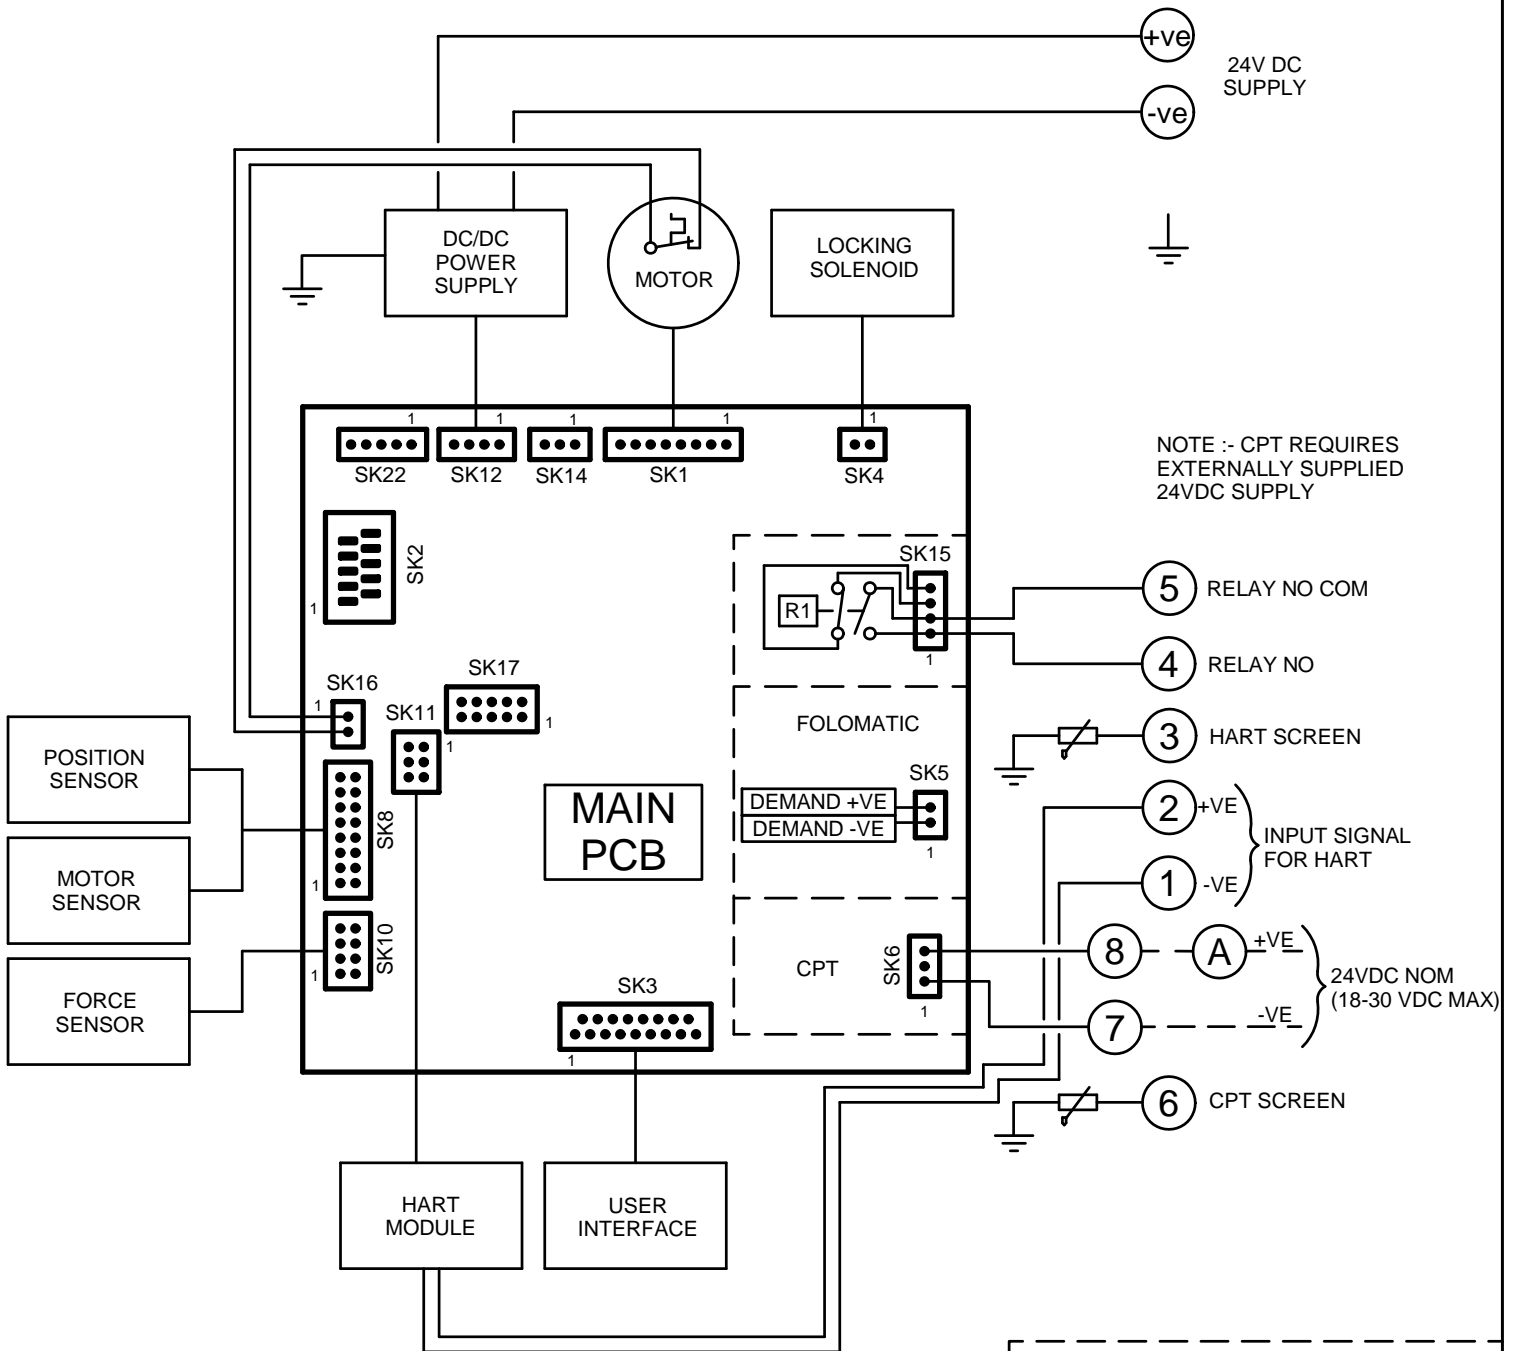 +ve
24V DC
SUPPLY
-ve
DC/DC
POWER
SUPPLY
MOTOR
LOCKING
SOLENOID
1
1
1
1
1
SK22
SK12
SK14
SK1
SK4
NOTE :- CPT REQUIRES
EXTERNALLY SUPPLIED
24VDC SUPPLY
SK2
1
SK15
R1
1
5 RELAY NO COM
4 RELAY NO
SK16
1
SK17
1
SK11
1
FOLOMATIC
3 HART SCREEN
POSITION
SENSOR
SK5
DEMAND +VE
DEMAND -VE
1
MAIN
PCB
2 +VE
INPUT SIGNAL
FOR HART
1 -VE
SK8
1
MOTOR
SENSOR
SK10
1
FORCE
SENSOR
CPT
SK6
1
8 A +VE
24VDC NOM
(18-30 VDC MAX)
7 -VE
SK3
1
6 CPT SCREEN
HART
MODULE
USER
INTERFACE